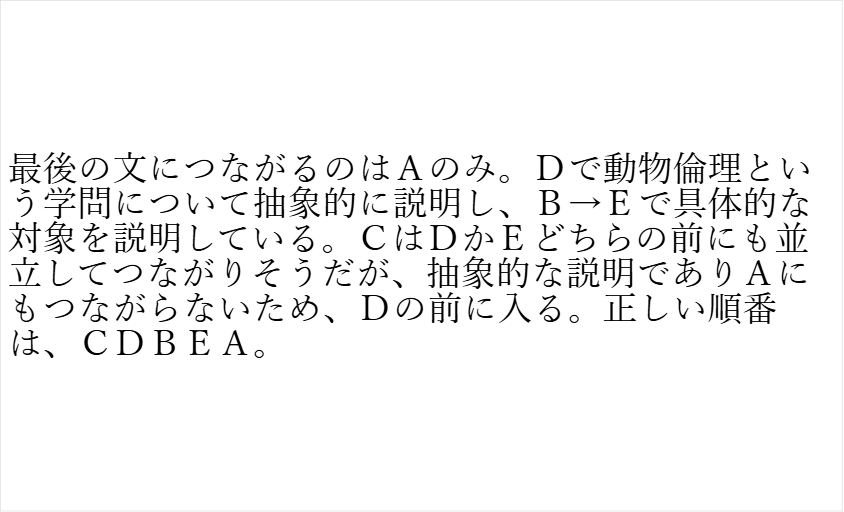 最後の文につながるのはＡのみ。Ｄで動物倫理とい
う学問について抽象的に説明し、Ｂ→Ｅで具体的な
対象を説明している。ＣはＤかＥどちらの前にも並
立してつながりそうだが、抽象的な説明でありＡに
もつながらないため、Ｄの前に入る。正しい順番
は、ＣＤＢＥＡ。